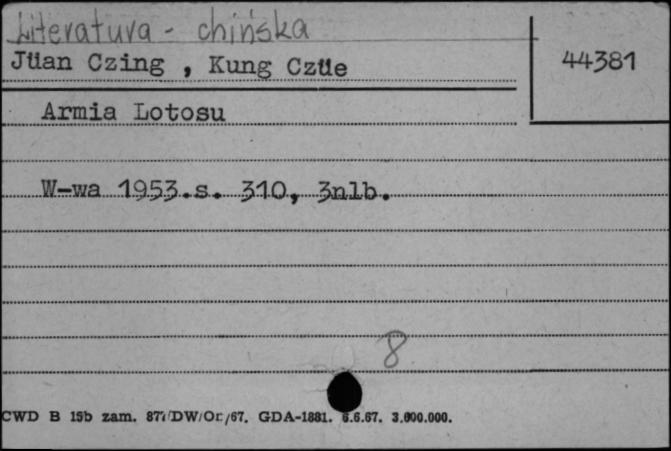 Literatura - chińska
Jüan Czing , Kung Czüe
44381
Armia Lotosu
W-wa 1953.s. 310, 3nlb.
8
CWD B 15b zam. 877/DW/Or/67. GDA-1881. 6.6.67. 3.000.000.